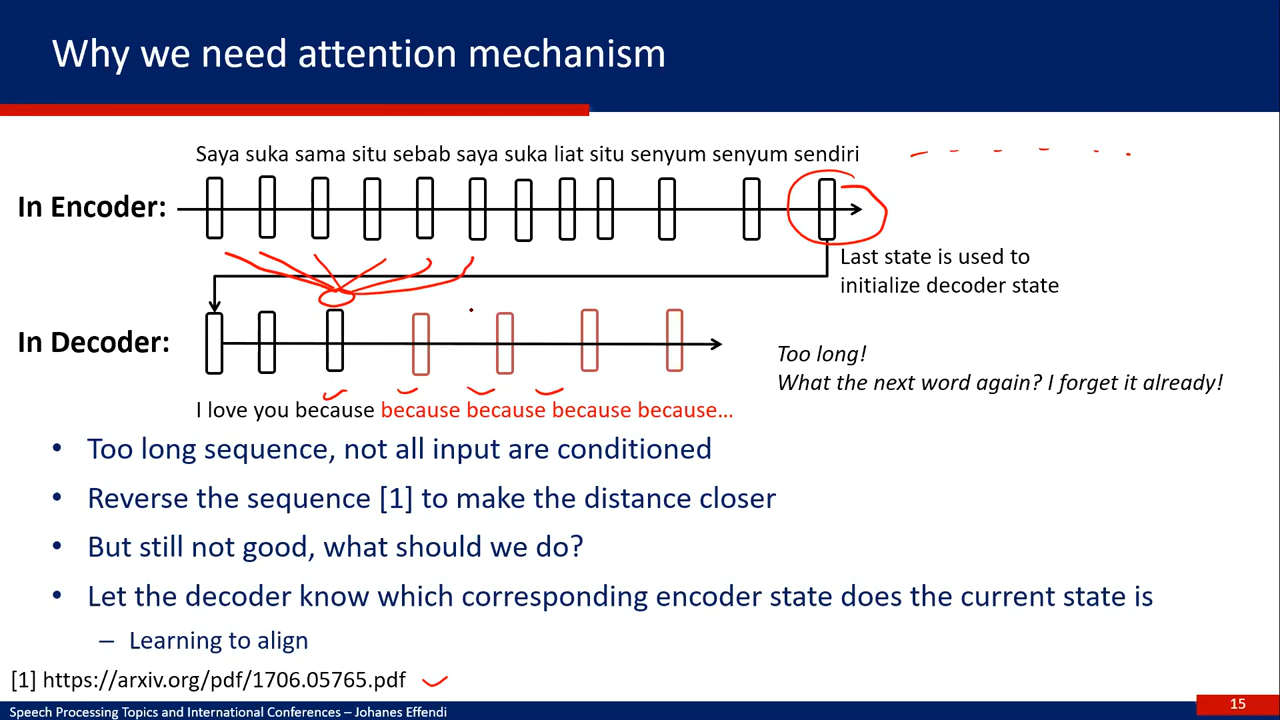 Why we need attention mechanism
Saya suka sama situ sebab saya suka liat situ senyum senyum sendiri
In Encoder:
Last state is used to
initialize decoder state
In Decoder:
Too long!
What the next word again? I forget it already!
I love you because because because because because…
• Too long sequence, not all input are conditioned
• Reverse the sequence [1] to make the distance closer
• But still not good, what should we do?
• Let the decoder know which corresponding encoder state does the current state is
– Learning to align
[1] https://arxiv.org/pdf/1706.05765.pdf
Speech Processing Topics and International Conferences – Johanes Effendi
15